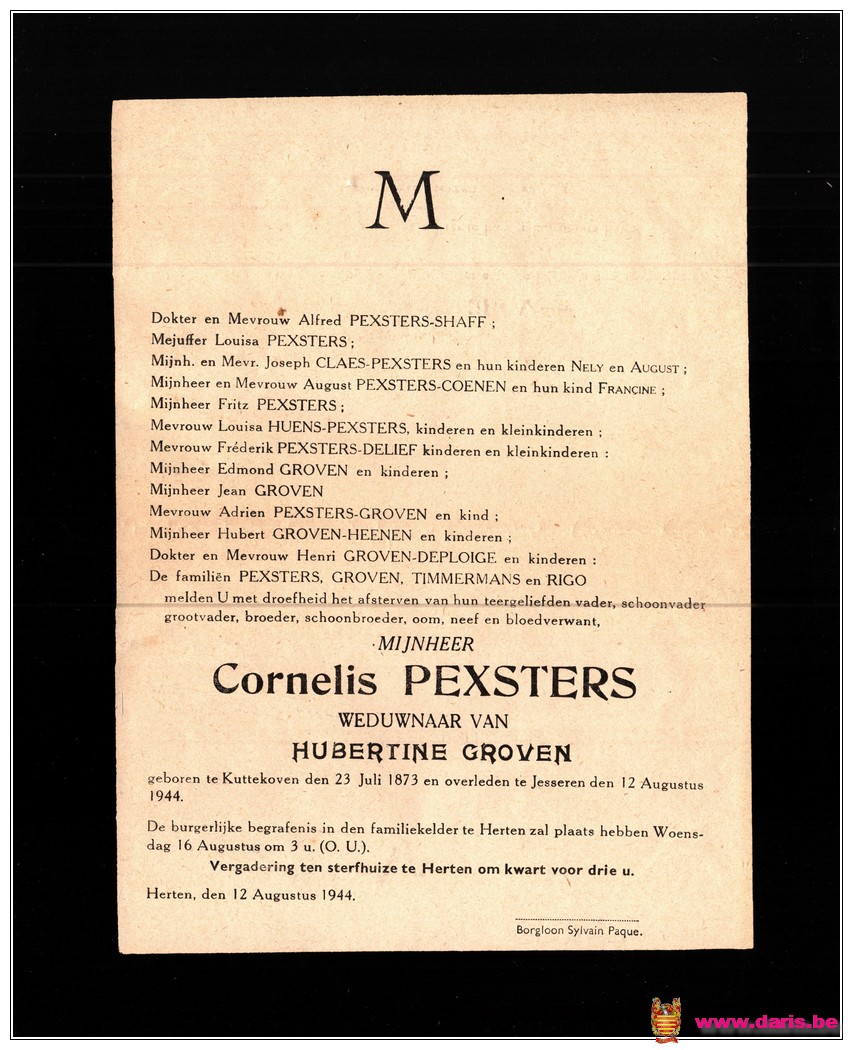 M
Dokter en Mevrouw Alfred PEXSTERS-SHAFF ;
Mejuffer Louisa PEXSTERS ;
Mijnh. en Mevr. Joseph CLAES-PEXSTERS en hun kinderen NELY en AUGUST ;
Mijnheer en Mevrouw August PEXSTERS-COENEN en hun kind FRANÇINE ;
Mijnheer Fritz PEXSTERS ;
Mevrouw Louisa HUENS-PEXSTERS, kinderen en kleinkinderen ;
Mevrouw Fréderik PEXSTERS-DELIEF kinderen en kleinkinderen :
Mijnheer Edmond GROVEN en kinderen ;
Mijnheer Jean GROVEN
Mevrouw Adrien PEXSTERS-GROVEN en kind ;
Mijnheer Hubert GROVEN-HEENEN en kinderen ;
Dokter en Mevrouw Henri GROVEN-DEPLOIGE en kinderen :
De familiën PEXSTERS, GROVEN, TIMMERMANS en RIGO
melden U met droefheid het afsterven van hun teergeliefden vader, schoonvader
grootvader, broeder, schoonbroeder, oom, neef en bloedverwant,
MIJNHEER
Cornelis PEXSTERS
WEDUWNAAR VAN
HUBERTINE GROVEN
geboren te Kuttekoven den 23 Juli 1873 en overleden te Jesseren den 12 Augustus
1944.
De burgerlijke begrafenis in den familiekelder te Herten zal plaats hebben Woens-
dag 16 Augustus om 3 u. (O. U.).
Vergadering ten sterfhuize te Herten om kwart voor drie u.
Herten, den 12 Augustus 1944.
Borgloon Sylvain Paque.
www.daris.be